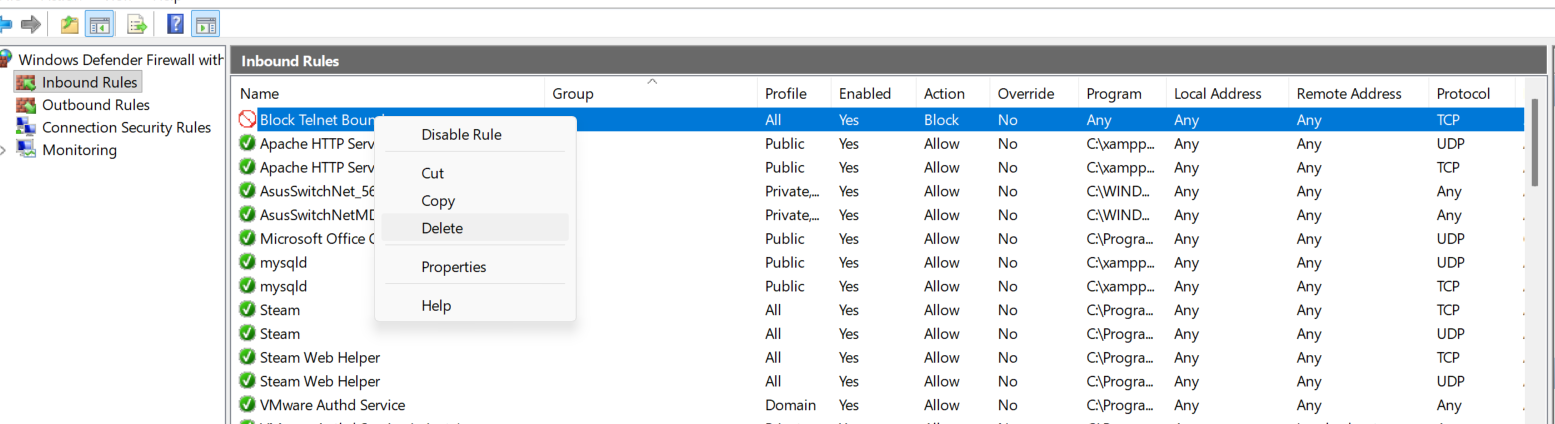 Windows Defender Firewall with
Inbound Rules
Outbound Rules
Connection Security Rules
Monitoring
Inbound Rules
Name Group Profile Enabled Action Override Program Local Address Remote Address Protocol
Block Telnet Boun All Yes Block No Any Any Any TCP
Apache HTTP Serv Public Yes Allow No C:\xampp... Any Any UDP
Apache HTTP Serv Public Yes Allow No C:\xampp... Any Any TCP
AsusSwitchNet_56 Private,... Yes Allow No C:\WIND... Any Any Any
AsusSwitchNetMD Private,... Yes Allow No C:\WIND... Any Any Any
Microsoft Office Public Yes Allow No C:\Progra... Any Any UDP
mysqld Public Yes Allow No C:\xampp... Any Any UDP
mysqld Public Yes Allow No C:\xampp... Any Any TCP
Steam All Yes Allow No C:\Progra... Any Any TCP
Steam All Yes Allow No C:\Progra... Any Any UDP
Steam Web Helper All Yes Allow No C:\Progra... Any Any TCP
Steam Web Helper All Yes Allow No C:\Progra... Any Any UDP
VMware Authd Service Domain Yes Allow No C:\Progra... Any Any Any
Disable Rule
Cut
Copy
Delete
Properties
Help